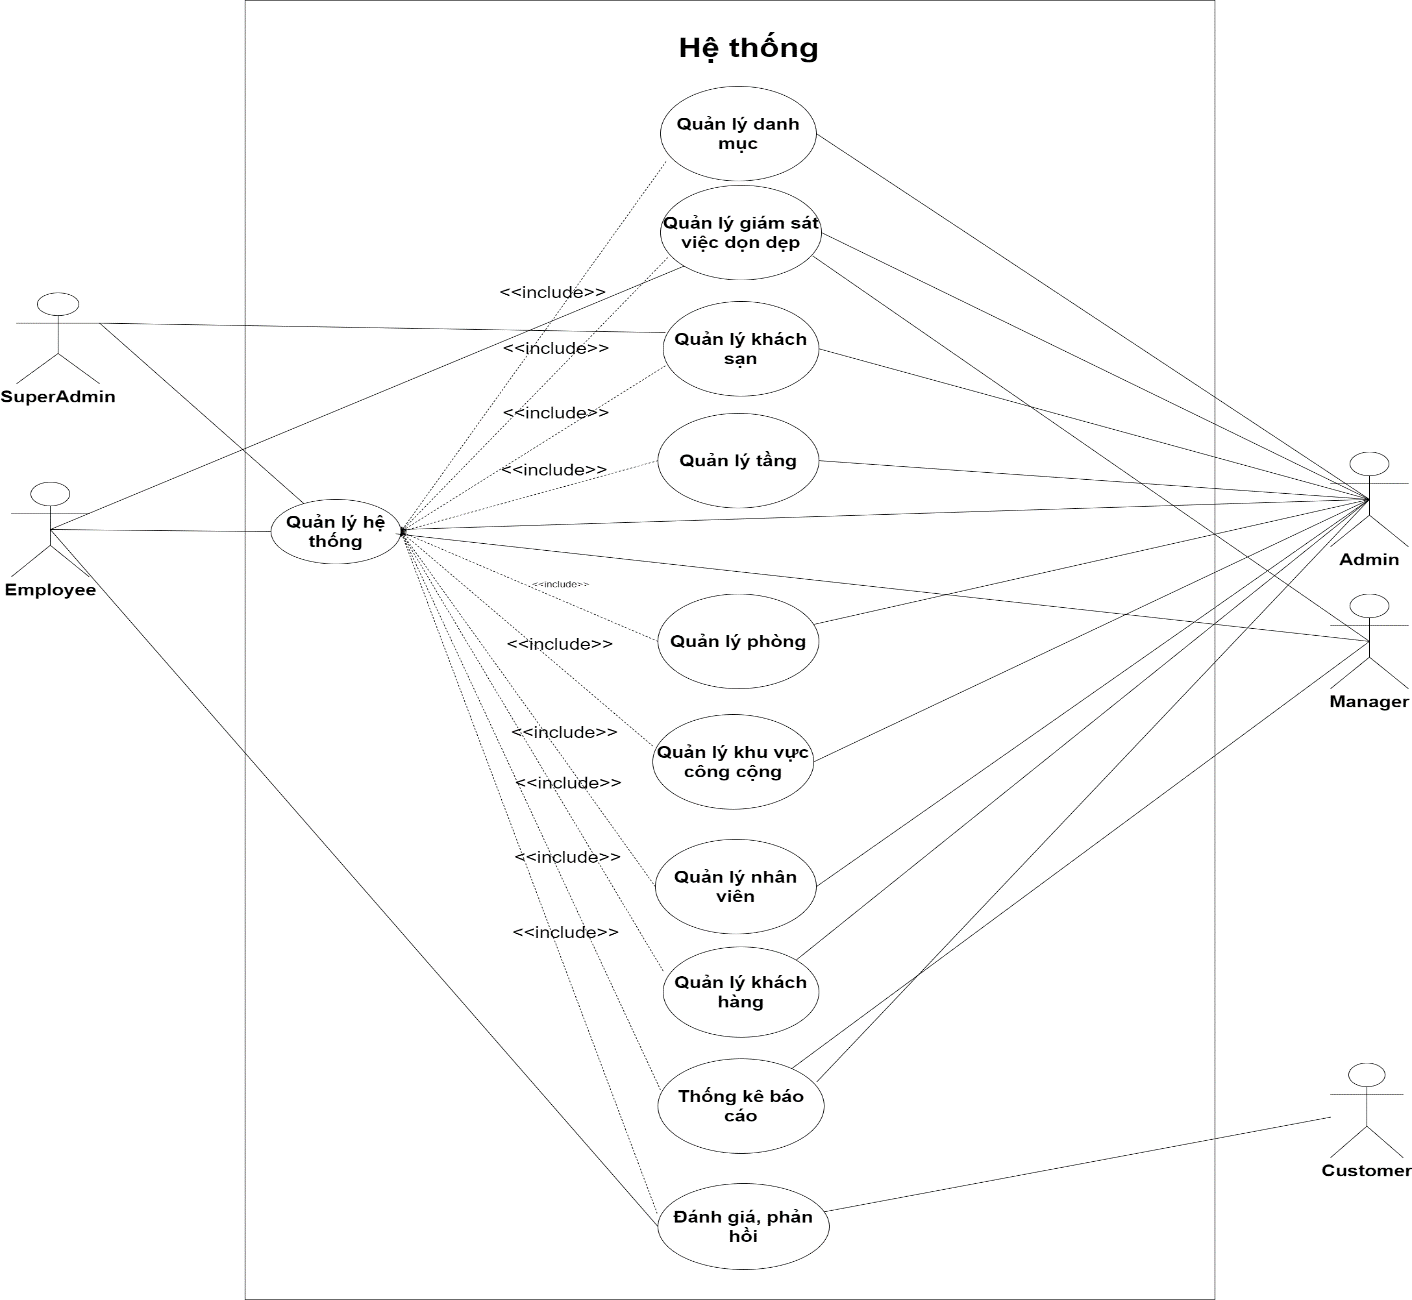 Hệ thống
Quản lý danh
mục
Quản lý giám sát
việc dọn dẹp
<<include>>
Quản lý khách
sạn
<<include>>
SuperAdmin
<<include>>
Quản lý tầng
<<include>>
Quản lý hệ
thống
Admin
Employee
<<include>>
Quản lý phòng
<<include>>
Manager
<<include>>
Quản lý khu vực
công cộng
<<include>>
<<include>>
Quản lý nhân
viên
<<include>>
Quản lý khách
hàng
Thống kê báo
cáo
Customer
Đánh giá, phản
hồi